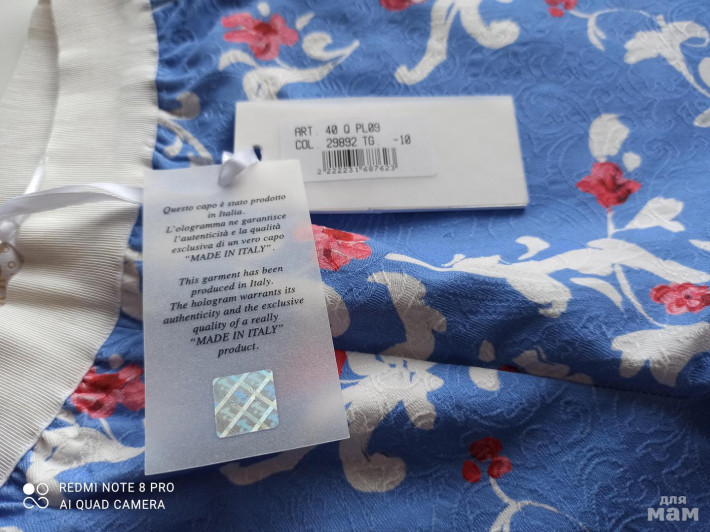 ART. 40 Q PL09
COL. 29892 TG -10
2222231687623
Questo capo è stato prodotto
in Italia.
L'ologramma ne garantisce
l'autenticità e la qualità
esclusiva di un vero capo
"MADE IN ITALY".
This garment has been
produced in Italy.
The hologram warrants its
authenticity and the exclusive
quality of a really
"MADE IN ITALY"
product.
REDMI NOTE 8 PRO
AI QUAD CAMERA
для
мам